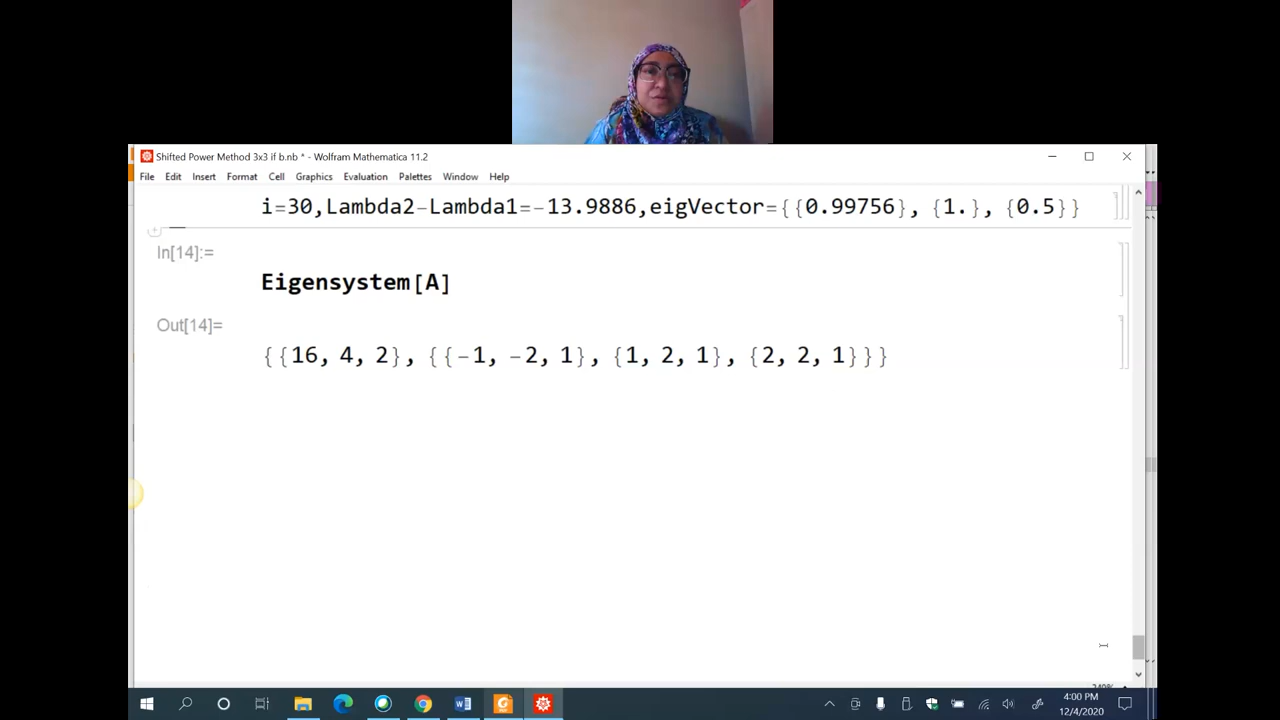 Shifted Power Method 3x3 if b.nb * - Wolfram Mathematica 11.2
File Edit Insert Format Cell Graphics Evaluation Palettes Window Help
i=30,Lambda2-Lambda1=-13.9886,eigVector={{0.99756}, {1.}, {0.5}}
In[14]:=
Eigensystem[A]
Out[14]=
{{16, 4, 2}, {{-1, -2, 1}, {1, 2, 1}, {2, 2, 1}}}
4:00 PM
12/4/2020